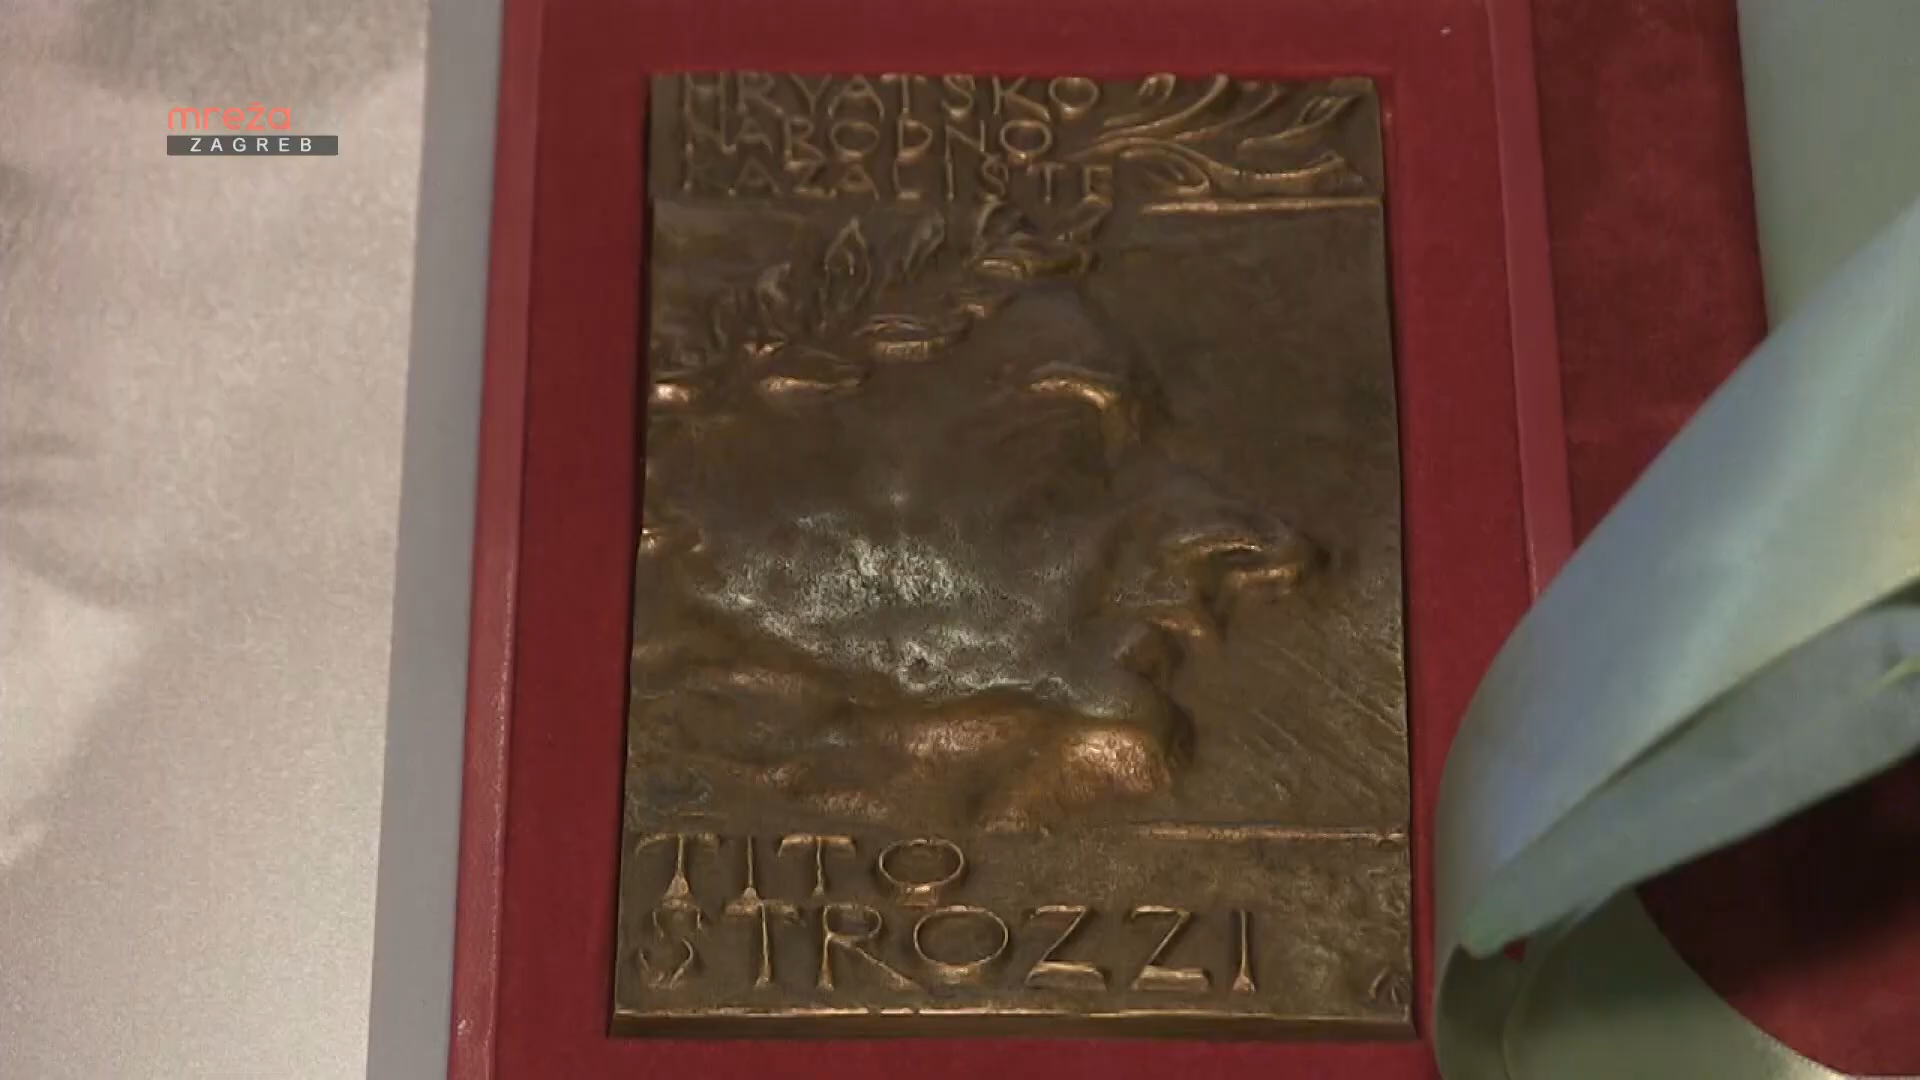 mreža
ZAGREB
HRVATSKO
NARODNO
KAZALIŠTE
TITO
STROZZI